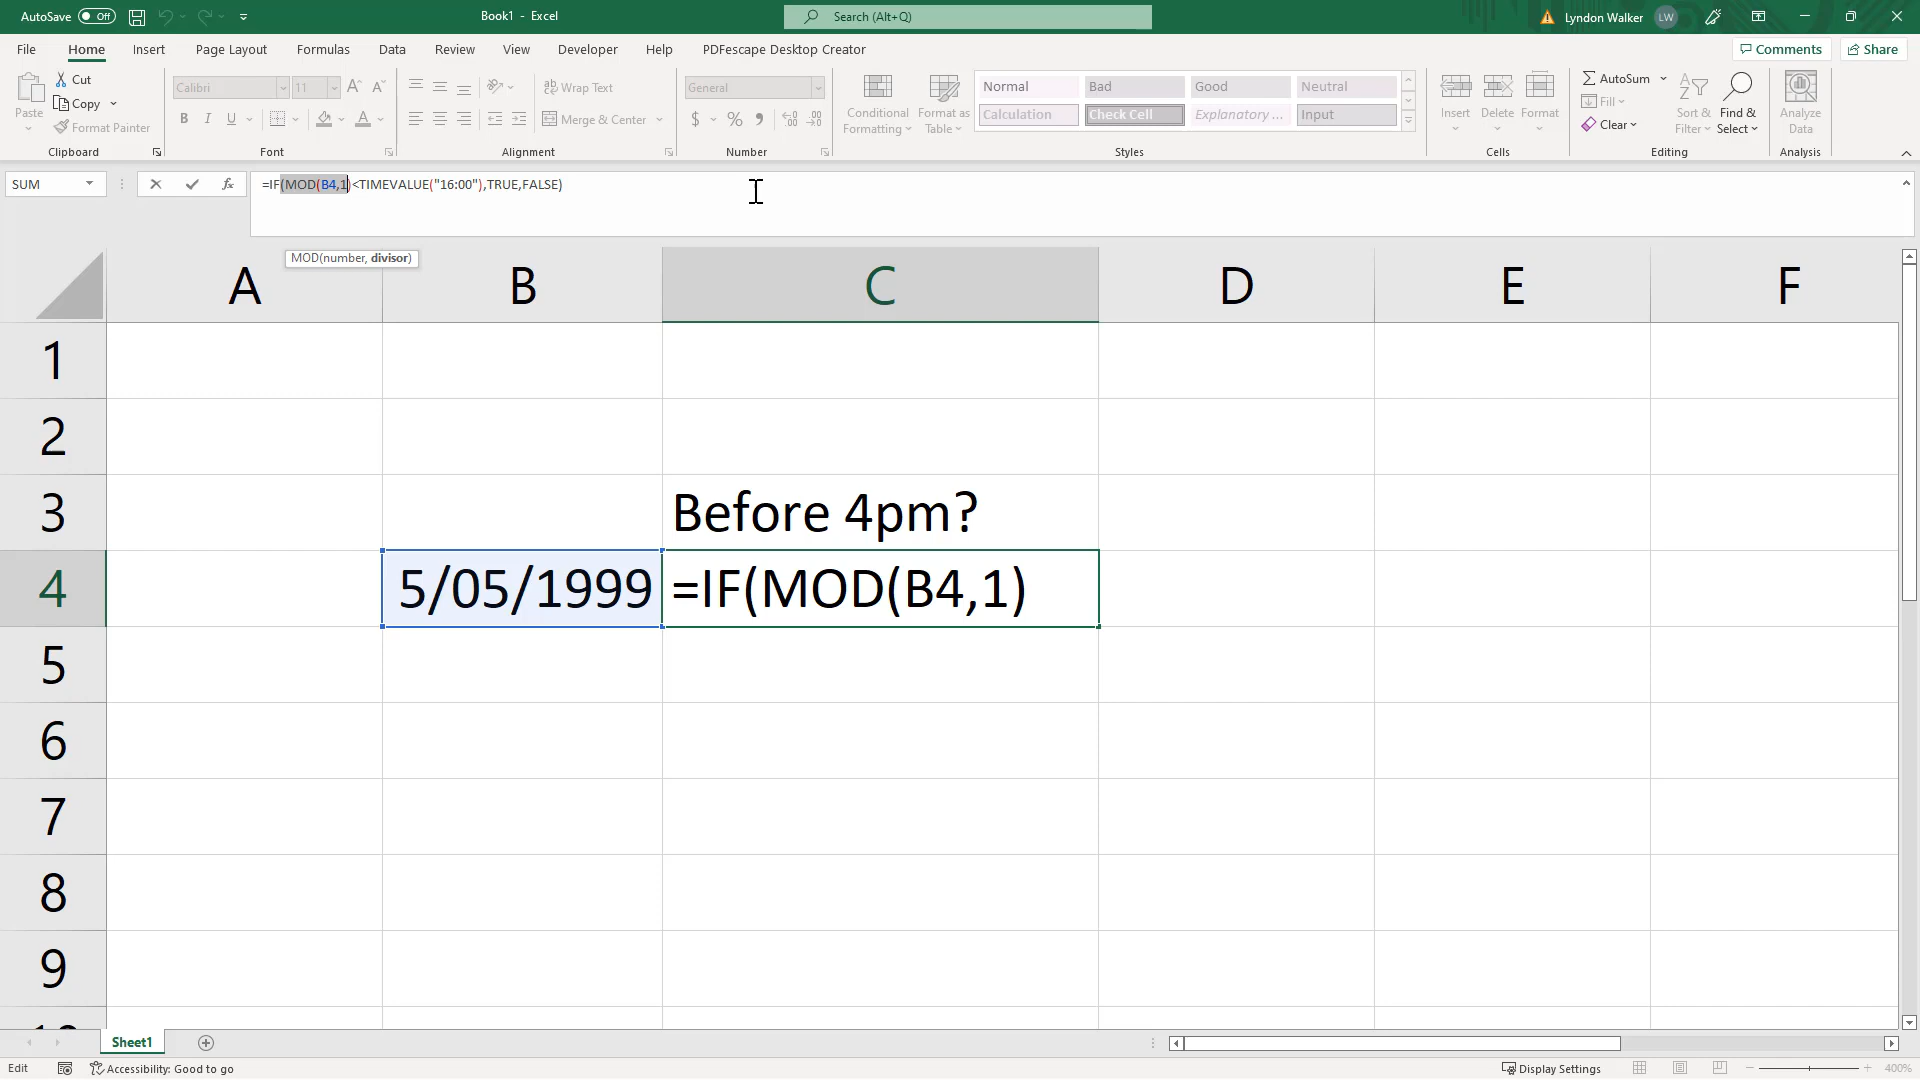 AutoSave Off Book1 - Excel Search (Alt+Q) Lyndon Walker LW
File Home Insert Page Layout Formulas Data Review View Developer Help PDFescape Desktop Creator Comments Share
Paste Cut Copy Format Painter Clipboard
Calibri 11 B I U Font
Wrap Text Merge & Center Alignment
General $ % Number
Conditional Formatting Format as Table
Normal Bad Good Neutral
Calculation Check Cell Explanatory ... Input
Styles
Insert Delete Format Cells
AutoSum Fill Clear Sort & Filter Find & Select Editing
Analyze Data Analysis
SUM fx =IF(MOD(B4,1)<TIMEVALUE("16:00"),TRUE,FALSE)
MOD(number, divisor)
A B C D E F
1
2
3 Before 4pm?
4 5/05/1999 =IF(MOD(B4,1)
5
6
7
8
9
10
Sheet1
Edit Accessibility: Good to go Display Settings 400%